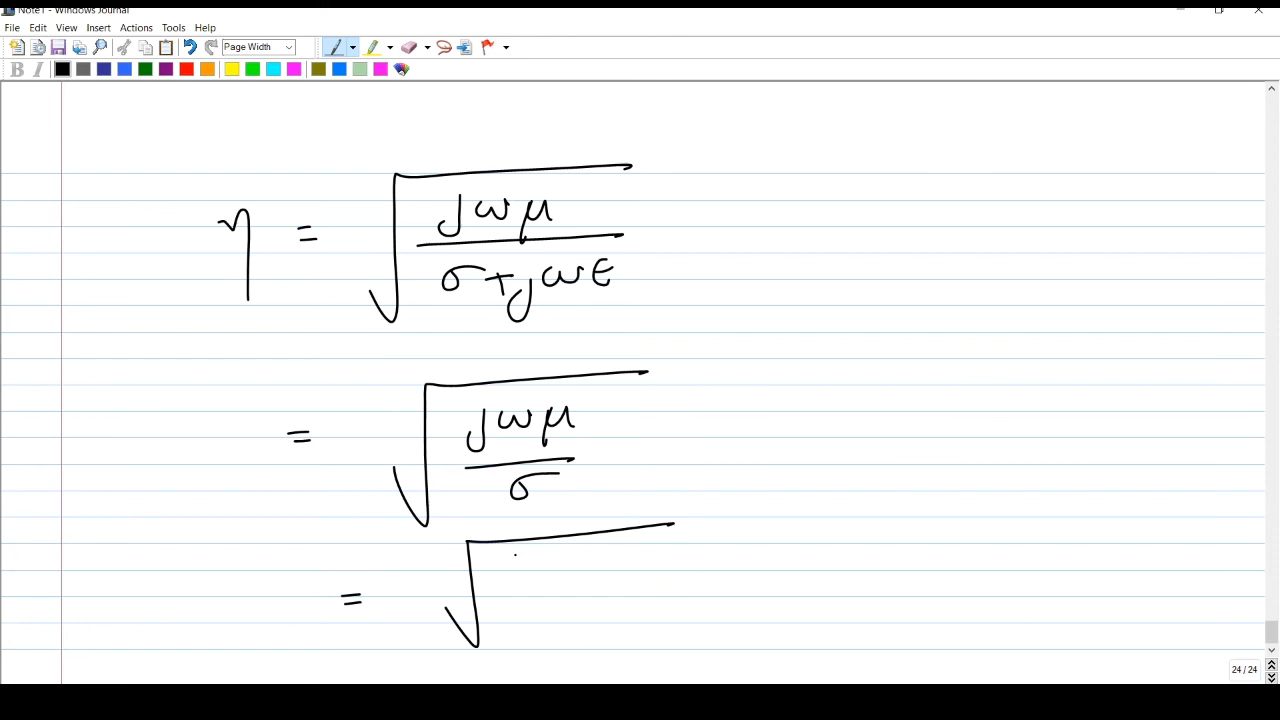 Note1 - Windows Journal
File Edit View Insert Actions Tools Help
Page Width
B I
η = √(jωμ / σ + jωε)
= √(jωμ / σ)
= √
24 / 24